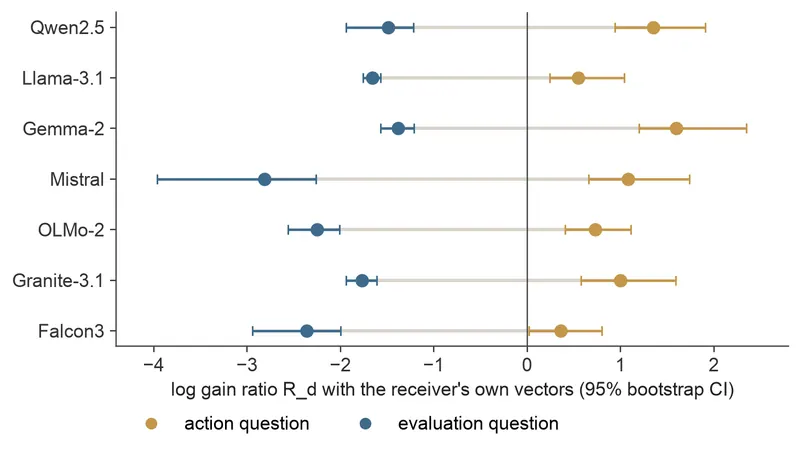 Qwen2.5
Llama-3.1
Gemma-2
Mistral
OLMo-2
Granite-3.1
Falcon3
−4 −3 −2 −1 0 1 2
log gain ratio R_d with the receiver's own vectors (95% bootstrap CI)
action question evaluation question